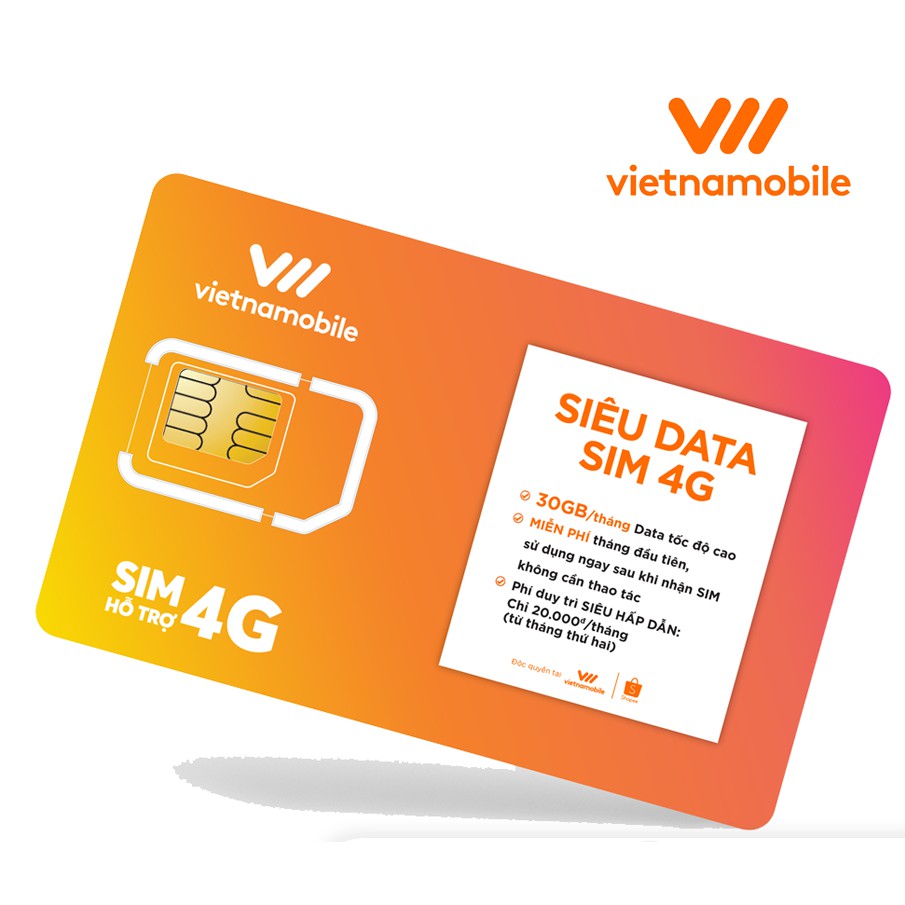 vietnamobile
vietnamobile
SIM
HỖ TRỢ
4G
SIÊU DATA
SIM 4G
30GB/tháng Data tốc độ cao
MIỄN PHÍ tháng đầu tiên,
sử dụng ngay sau khi nhận SIM
không cần thao tác
Phí duy trì SIÊU HẤP DẪN:
Chỉ 20.000đ/tháng
(từ tháng thứ hai)
Độc quyền tại
vietnamobile
S
Shopee